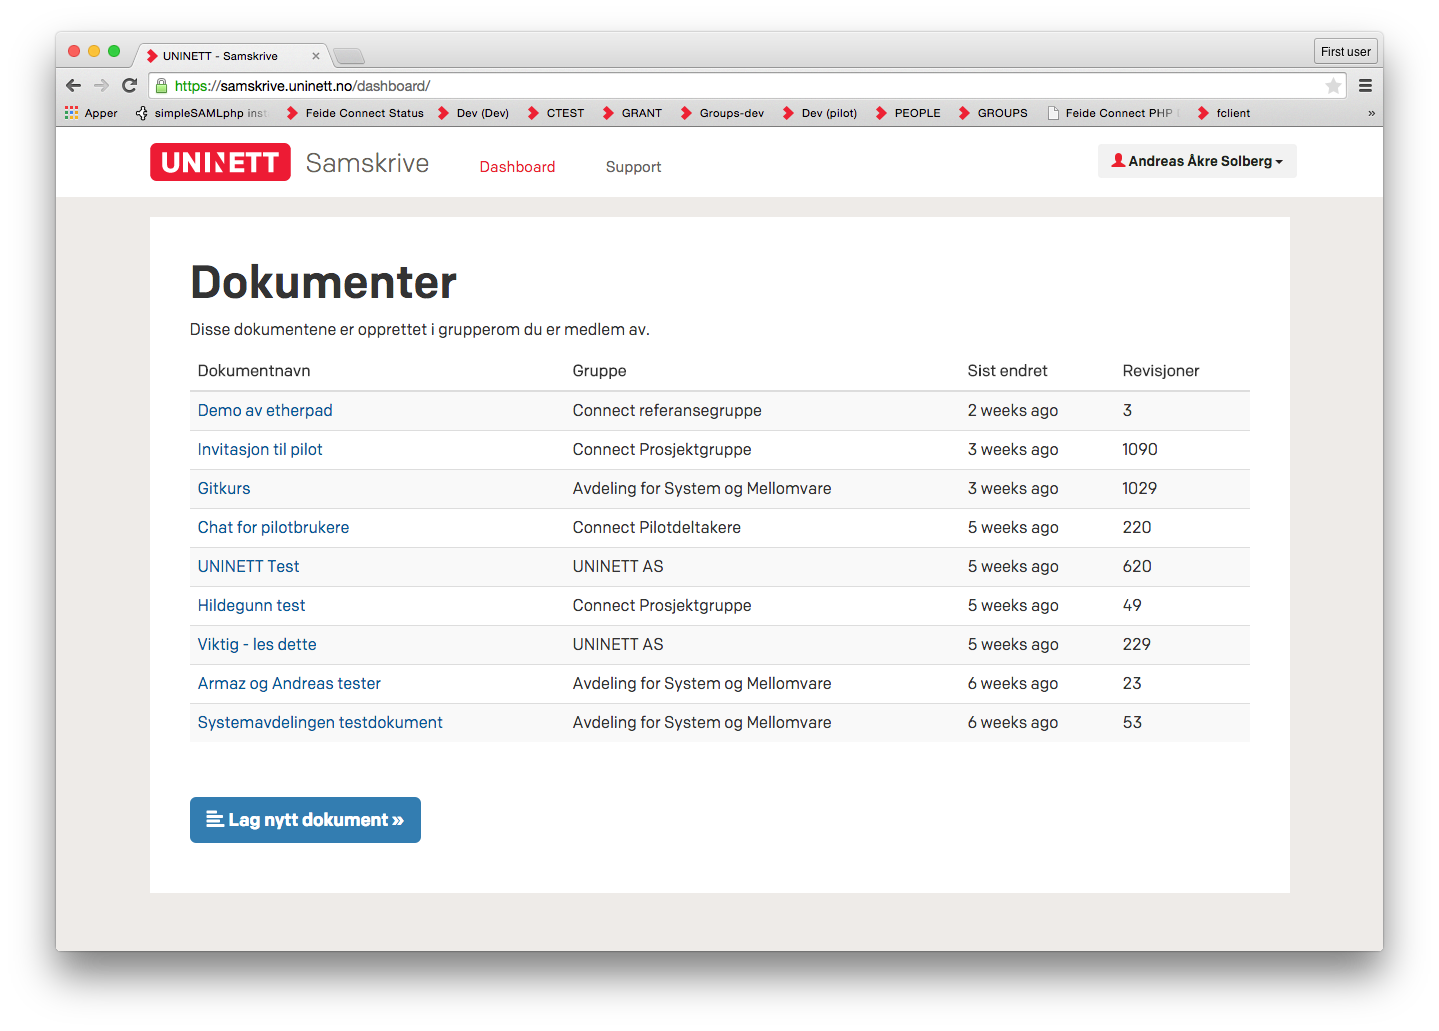 UNINETT - Samskrive
First user
https://samskrive.uninett.no/dashboard/
Apper simpleSAMLphp inst Feide Connect Status Dev (Dev) CTEST GRANT Groups-dev Dev (pilot) PEOPLE GROUPS Feide Connect PHP fclient »
UNINETT Samskrive Dashboard Support Andreas Åkre Solberg
Dokumenter
Disse dokumentene er opprettet i grupperom du er medlem av.
Dokumentnavn Gruppe Sist endret Revisjoner
Demo av etherpad Connect referansegruppe 2 weeks ago 3
Invitasjon til pilot Connect Prosjektgruppe 3 weeks ago 1090
Gitkurs Avdeling for System og Mellomvare 3 weeks ago 1029
Chat for pilotbrukere Connect Pilotdeltakere 5 weeks ago 220
UNINETT Test UNINETT AS 5 weeks ago 620
Hildegunn test Connect Prosjektgruppe 5 weeks ago 49
Viktig - les dette UNINETT AS 5 weeks ago 229
Armaz og Andreas tester Avdeling for System og Mellomvare 6 weeks ago 23
Systemavdelingen testdokument Avdeling for System og Mellomvare 6 weeks ago 53
Lag nytt dokument »